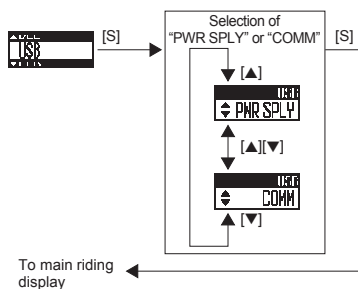 Selection of
"PWR SPLY" or "COMM"
[S]
[S]
USB
[▲]
USB
PWR SPLY
[▲][▼]
USB
COMM
[▼]
To main riding
display